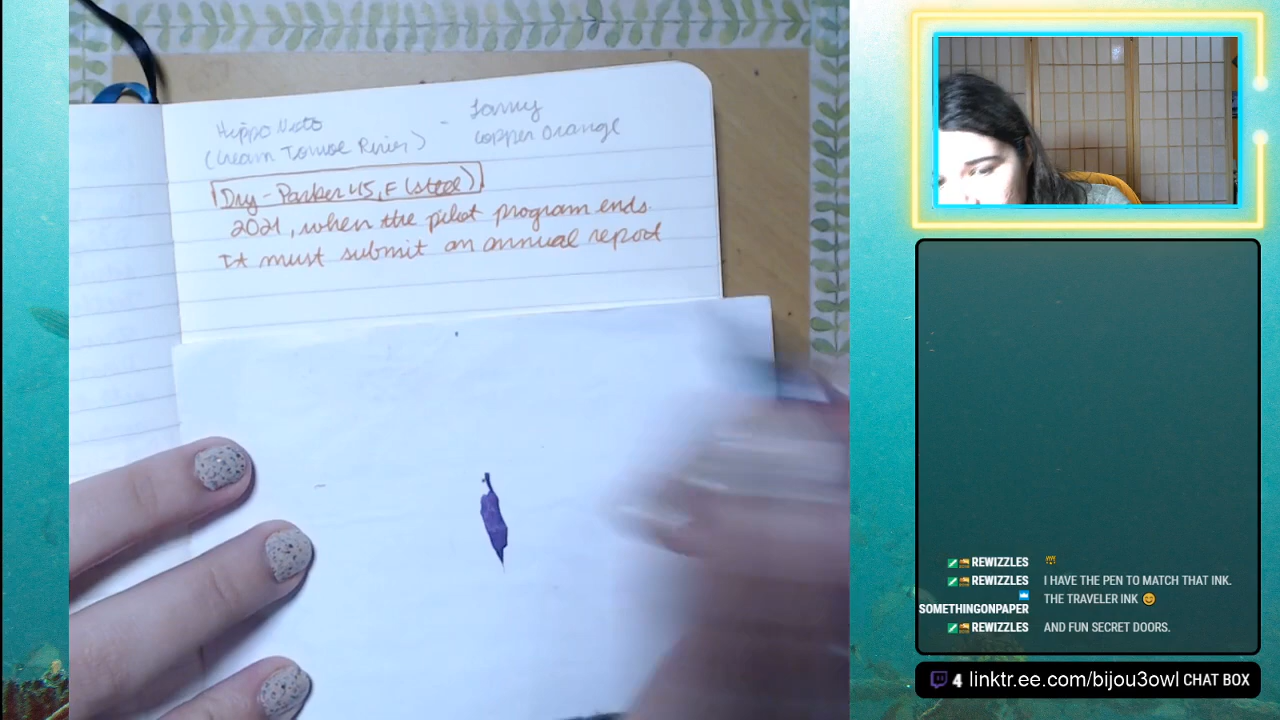 Hippo Noto
(Cream Tomoe River) - Lamy
Copper Orange
Dry - Parker 45, F (steel)
2021, when the pilot program ends.
It must submit an annual report
REWIZZLES
REWIZZLES I HAVE THE PEN TO MATCH THAT INK.
SOMETHINGONPAPER THE TRAVELER INK 😊
REWIZZLES AND FUN SECRET DOORS.
4 linktr.ee.com/bijou3owl CHAT BOX